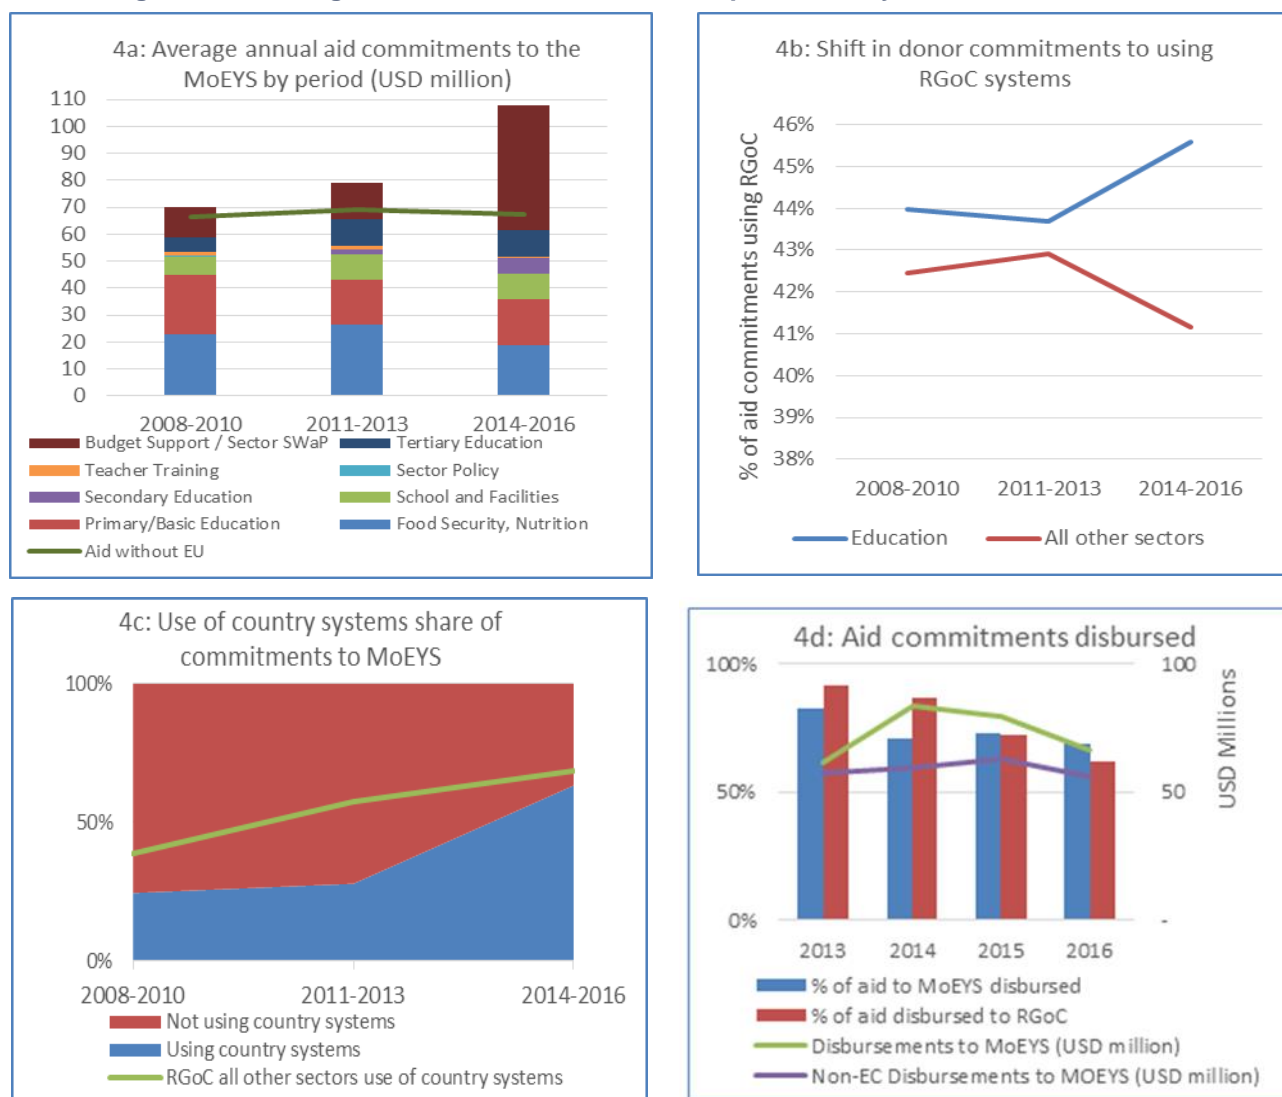 4a: Average annual aid commitments to the
MoEYS by period (USD million)
110
100
90
80
70
60
50
40
30
20
10
0
2008-2010 2011-2013 2014-2016
Budget Support / Sector SWaP Tertiary Education
Teacher Training Sector Policy
Secondary Education School and Facilities
Primary/Basic Education Food Security, Nutrition
Aid without EU
4b: Shift in donor commitments to using
RGoC systems
% of aid commitments using RGoC
46%
45%
44%
43%
42%
41%
40%
39%
38%
2008-2010 2011-2013 2014-2016
Education All other sectors
4c: Use of country systems share of
commitments to MoEYS
100%
50%
0%
2008-2010 2011-2013 2014-2016
Not using country systems
Using country systems
RGoC all other sectors use of country systems
4d: Aid commitments disbursed
100% 100
50% 50
0% -
USD Millions
2013 2014 2015 2016
% of aid to MoEYS disbursed
% of aid disbursed to RGoC
Disbursements to MoEYS (USD million)
Non-EC Disbursements to MOEYS (USD million)